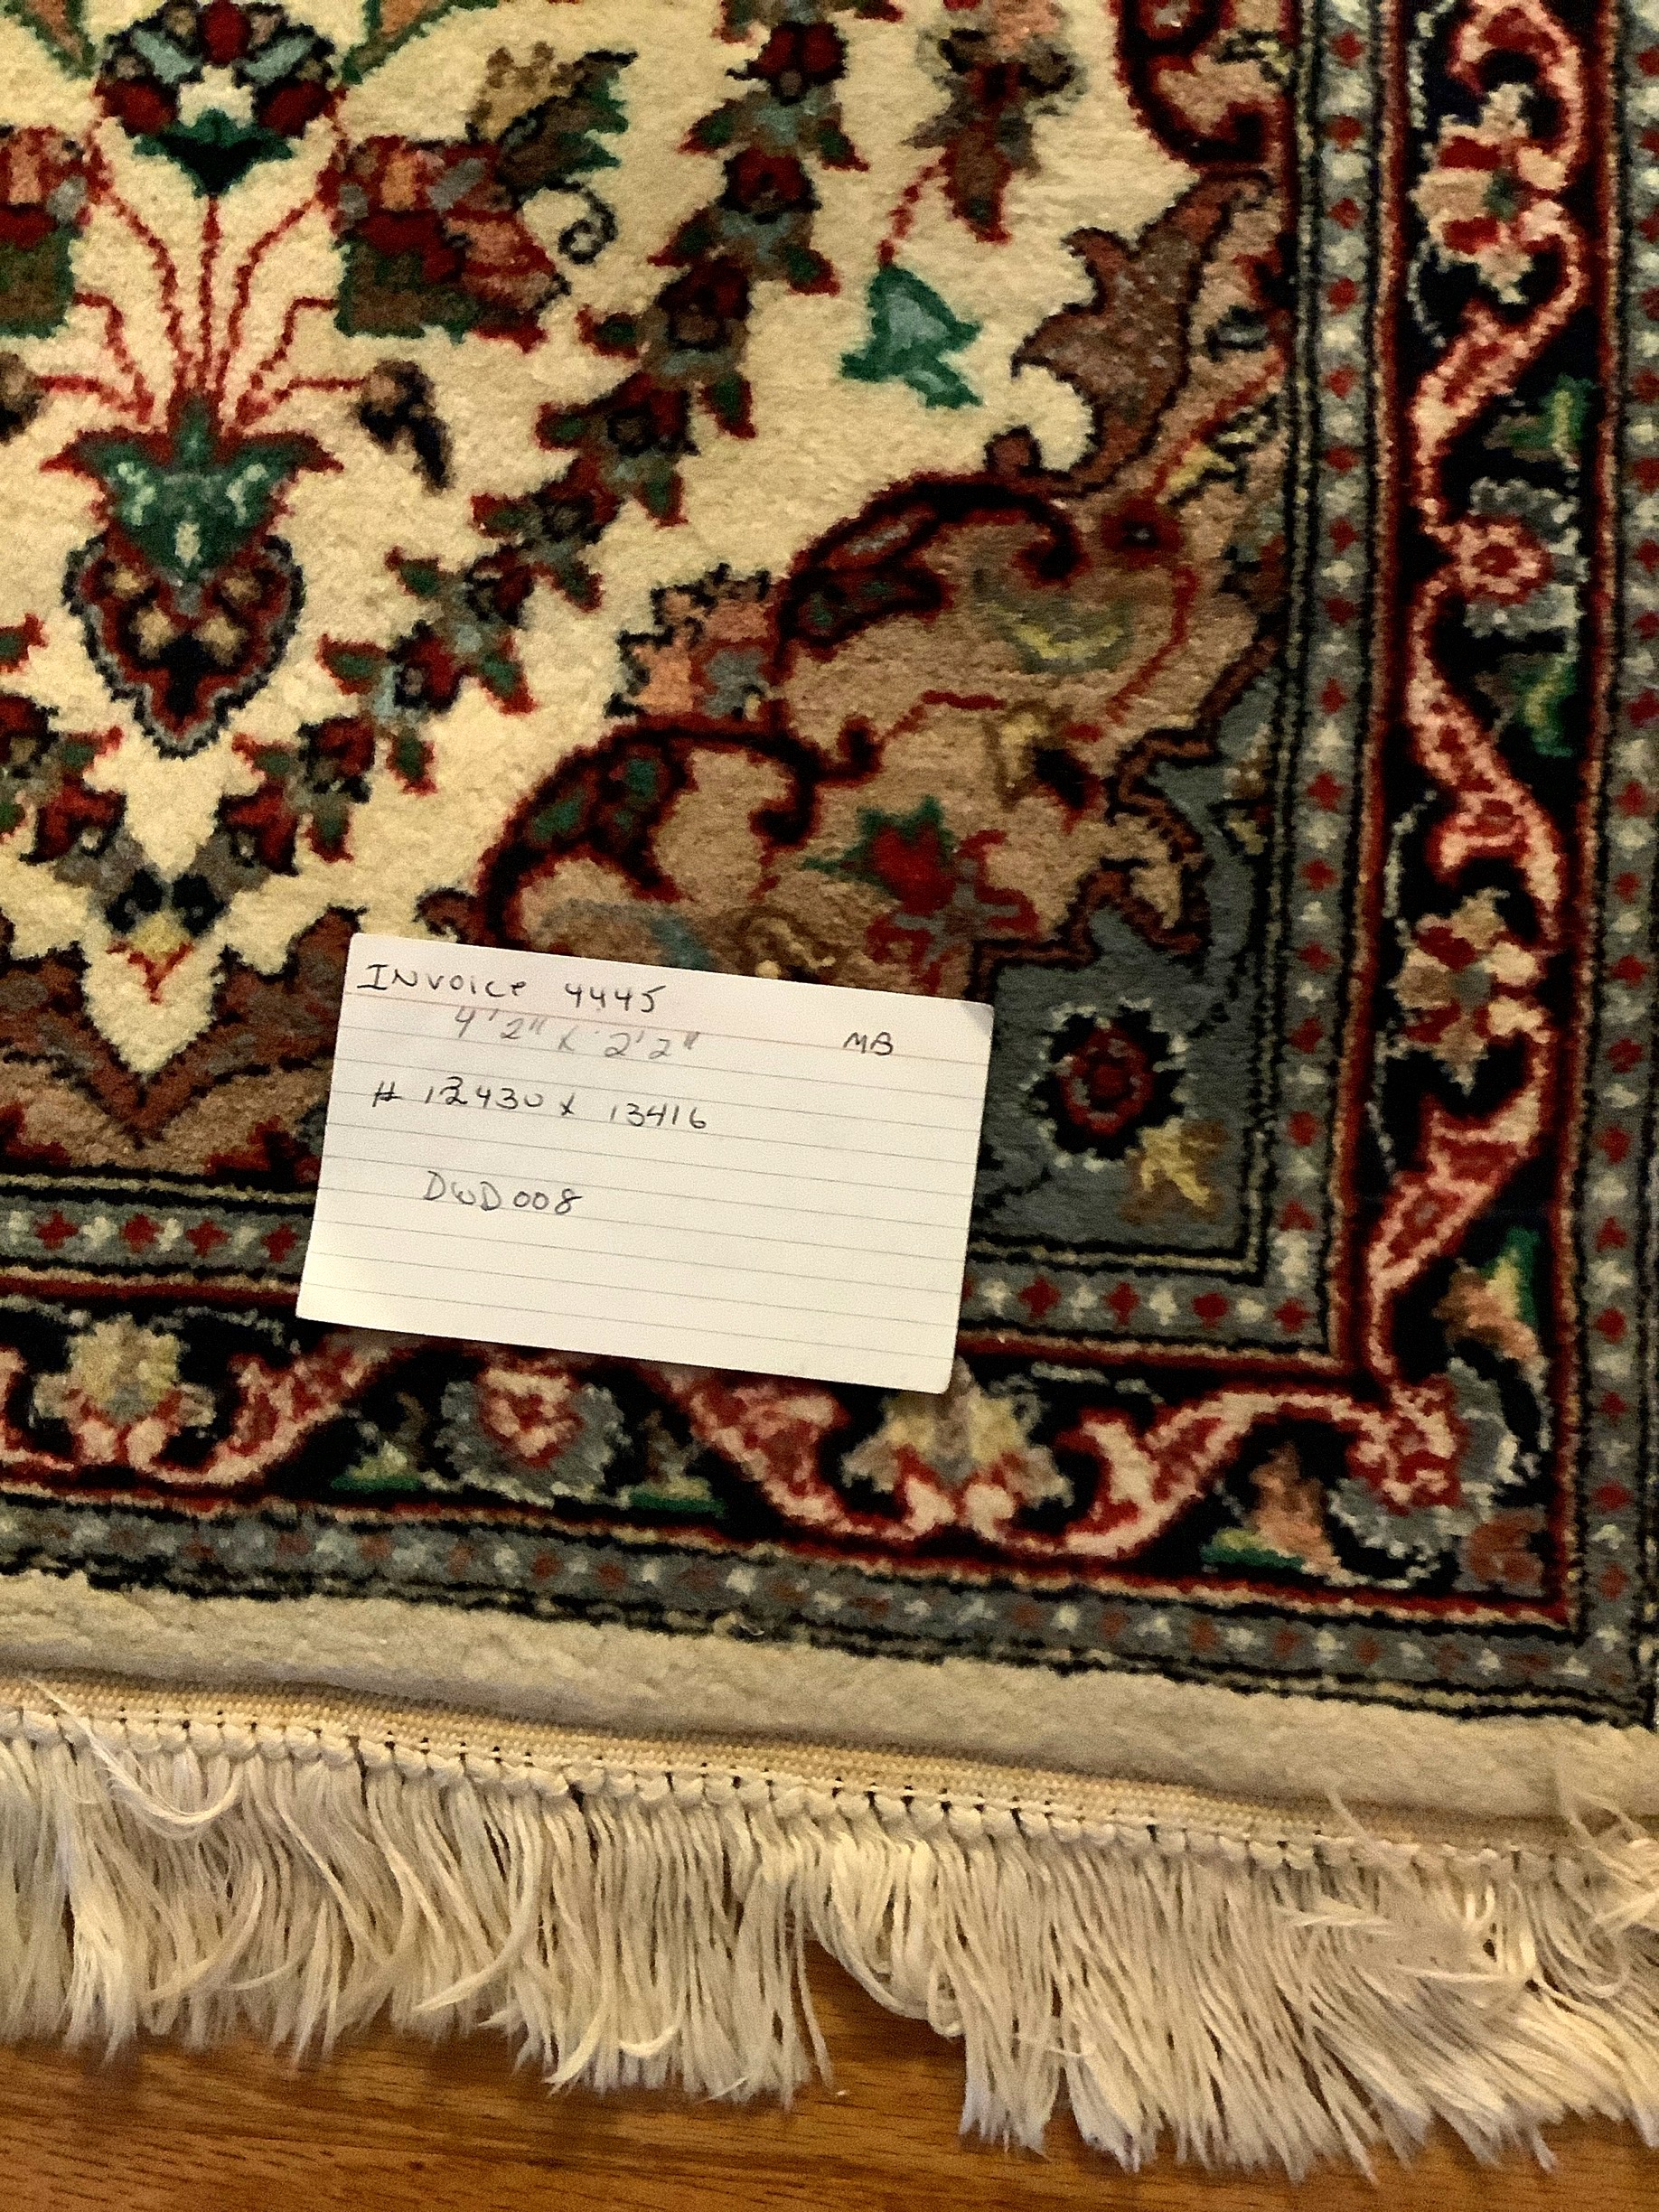 Invoice 4445
4'2" x 2'2" MB
# 12430 x 13416
DWD008